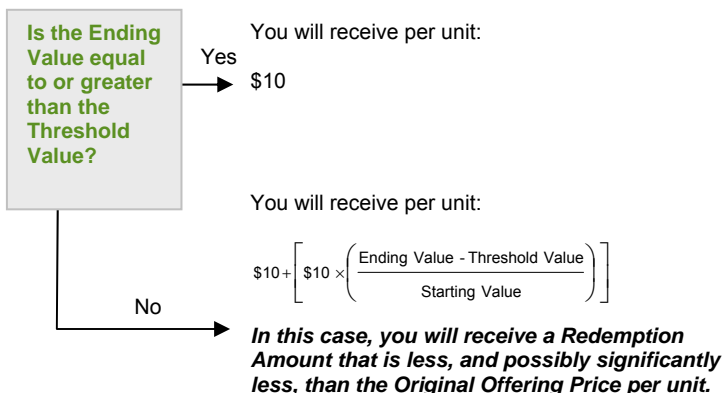 Is the Ending
Value equal
to or greater
than the
Threshold
Value?
Yes
You will receive per unit:
$10
No
You will receive per unit:
$10+[$10 ×(Ending Value - Threshold Value / Starting Value)]
In this case, you will receive a Redemption
Amount that is less, and possibly significantly
less, than the Original Offering Price per unit.